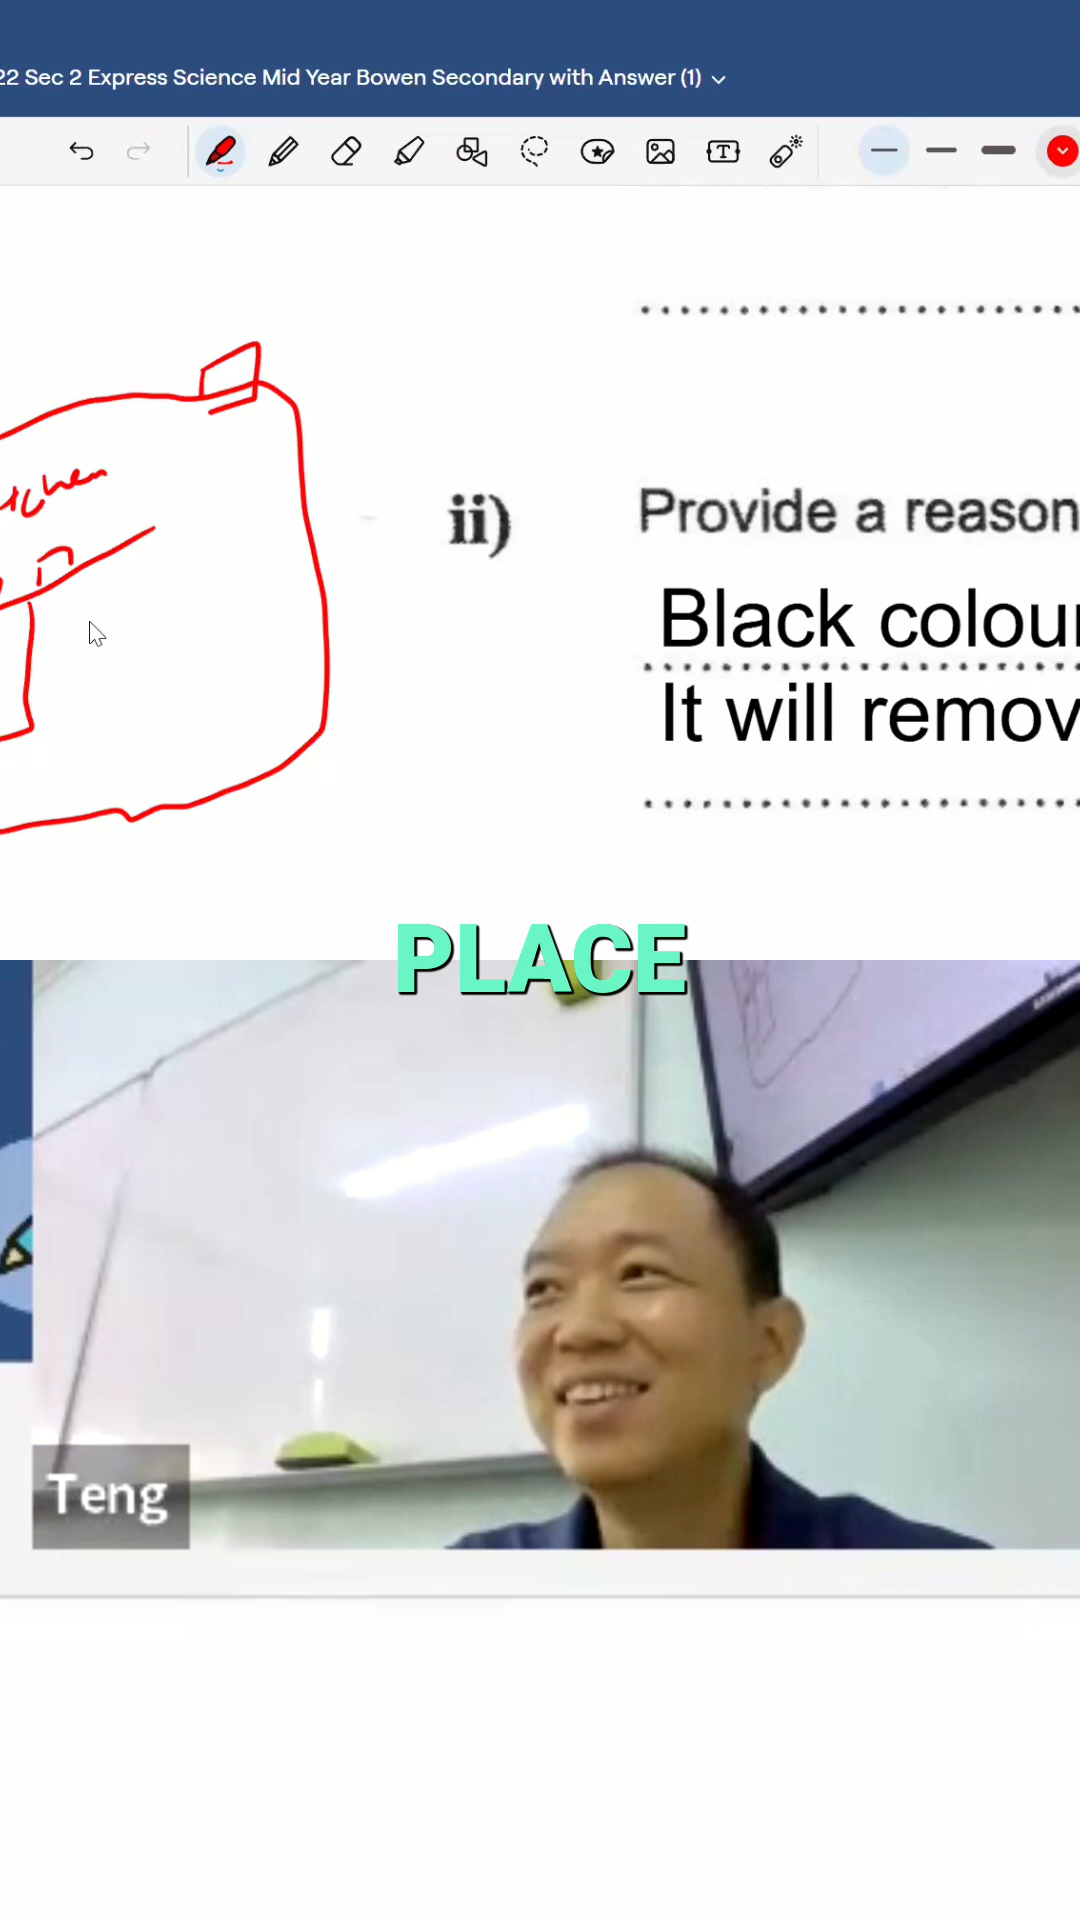 22 Sec 2 Express Science Mid Year Bowen Secondary with Answer (1)
ii) Provide a reason
Black colour
It will remov
PLACE
Teng